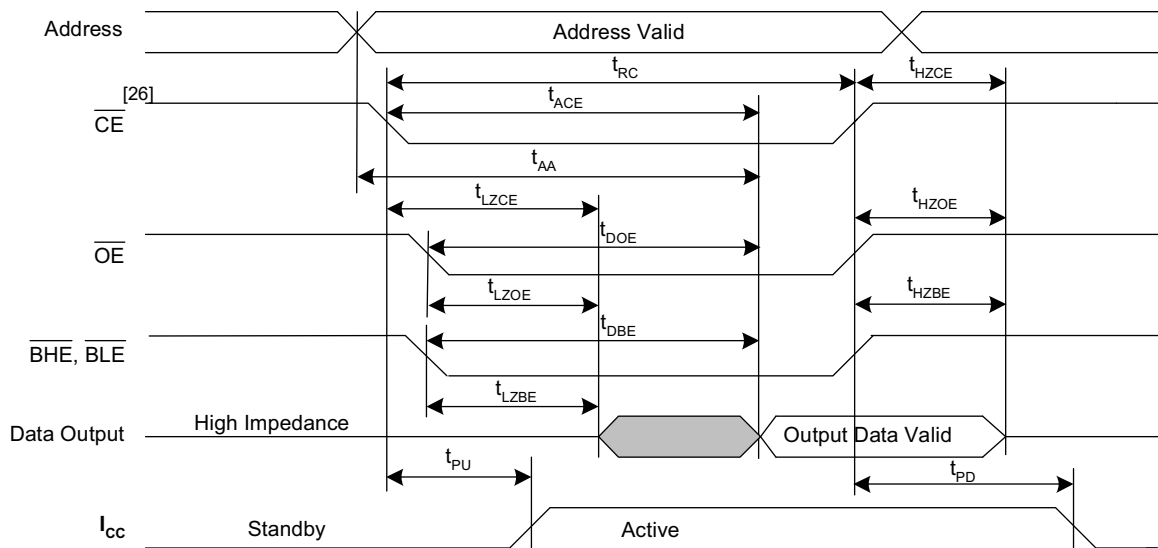 Address
Address Valid
tRC
tHZCE
[26]
CE
tACE
tAA
tLZCE
tHZOE
OE
tDOE
tLZOE
tHZBE
BHE, BLE
tDBE
tLZBE
Data Output
High Impedance
Output Data Valid
tPU
tPD
ICC
Standby
Active